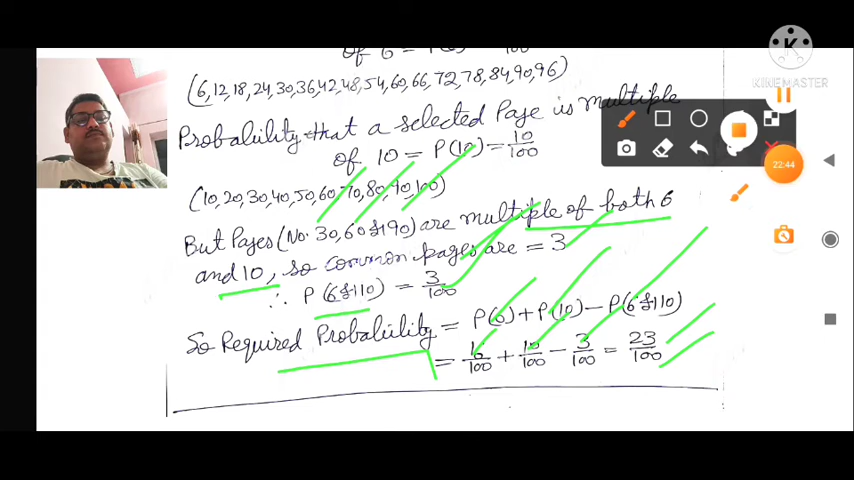 of 6 = P(6) = 100
(6,12,18,24,30,36,42,48,54,60,66,72,78,84,90,96)
Probability that a selected Page is multiple
of 10 = P(10) = 10/100
(10,20,30,40,50,60,70,80,90,100)
But Pages (No. 30, 60 & 90) are multiple of both 6
and 10, so common pages are = 3
∴ P(6 & 10) = 3/100
So Required Probability = P(6) + P(10) − P(6 & 10)
= 16/100 + 10/100 − 3/100 = 23/100
KINEMASTER
22:44